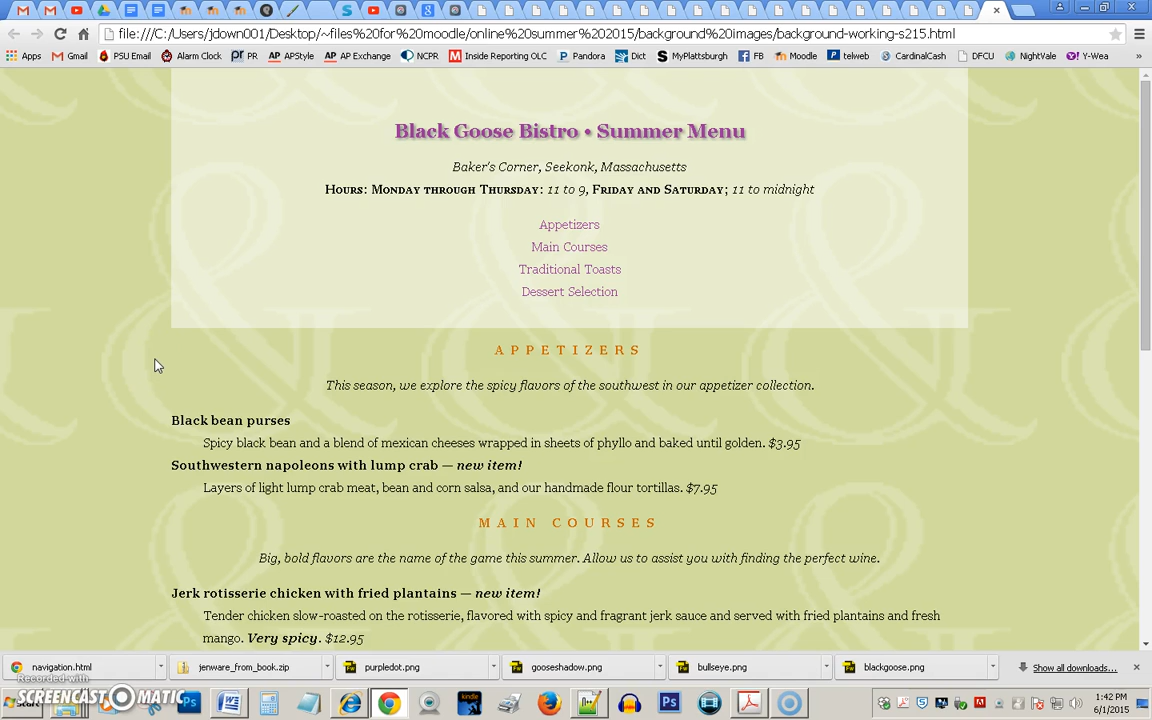 file:///C:/Users/jdown001/Desktop/~files%20for%20moodle/online%20summer%202015/background%20images/background-working-s215.html
Apps Gmail PSU Email Alarm Clock PR APStyle AP Exchange NCPR Inside Reporting OLC Pandora Dict MyPlattsburgh FB Moodle telweb CardinalCash DFCU NightVale Y-Wea »
Black Goose Bistro • Summer Menu
Baker's Corner, Seekonk, Massachusetts
Hours: Monday through Thursday: 11 to 9, Friday and Saturday; 11 to midnight
Appetizers
Main Courses
Traditional Toasts
Dessert Selection
APPETIZERS
This season, we explore the spicy flavors of the southwest in our appetizer collection.
Black bean purses
Spicy black bean and a blend of mexican cheeses wrapped in sheets of phyllo and baked until golden. $3.95
Southwestern napoleons with lump crab — new item!
Layers of light lump crab meat, bean and corn salsa, and our handmade flour tortillas. $7.95
MAIN COURSES
Big, bold flavors are the name of the game this summer. Allow us to assist you with finding the perfect wine.
Jerk rotisserie chicken with fried plantains — new item!
Tender chicken slow-roasted on the rotisserie, flavored with spicy and fragrant jerk sauce and served with fried plantains and fresh
mango. Very spicy. $12.95
navigation.html jenware_from_book.zip purpledot.png gooseshadow.png bullseye.png blackgoose.png Show all downloads...
Recorded with
SCREENCAST-O-MATIC
1:42 PM
6/1/2015